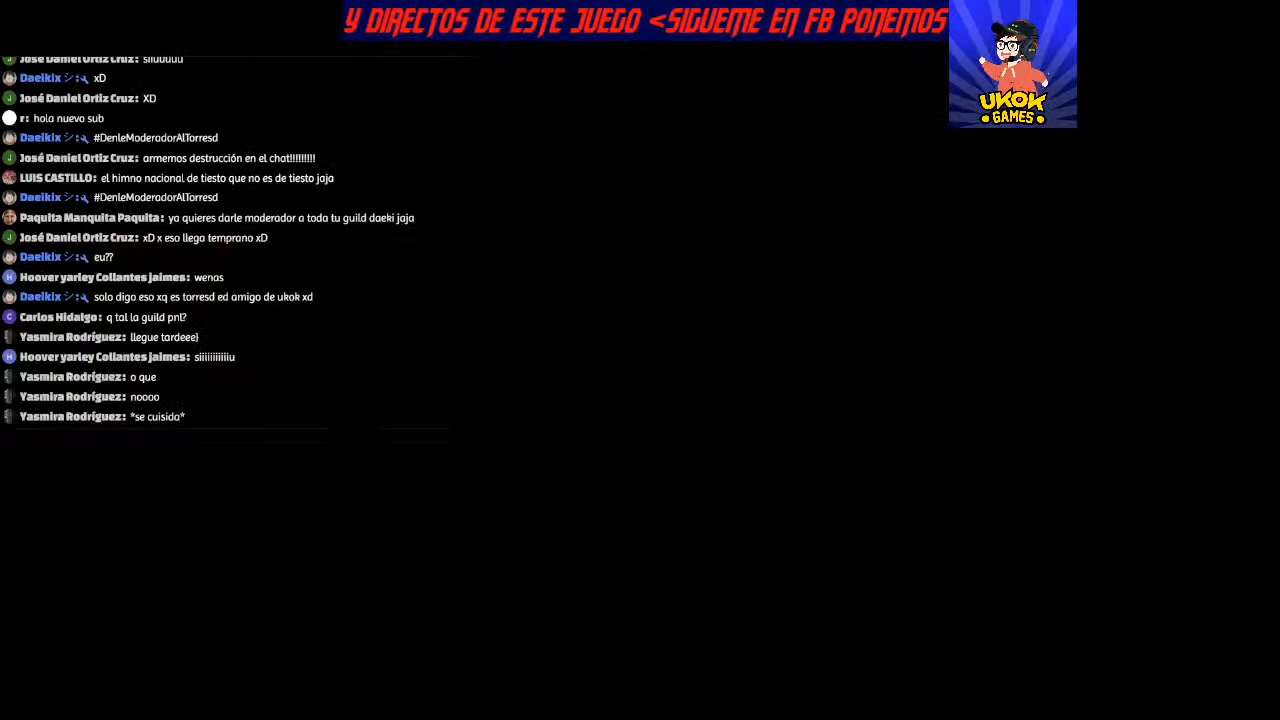 Y DIRECTOS DE ESTE JUEGO <SIGUEME EN FB PONEMOS
UKOK
GAMES
José Daniel Ortiz Cruz: siiuuuuu
Daeikix シ: xD
José Daniel Ortiz Cruz: XD
r: hola nuevo sub
Daeikix シ: #DenleModeradorAlTorresd
José Daniel Ortiz Cruz: armemos destrucción en el chat!!!!!!!!!
LUIS CASTILLO: el himno nacional de tiesto que no es de tiesto jaja
Daeikix シ: #DenleModeradorAlTorresd
Paquita Manquita Paquita: ya quieres darle moderador a toda tu guild daeki jaja
José Daniel Ortiz Cruz: xD x eso llega temprano xD
Daeikix シ: eu??
Hoover yarley Collantes jaimes: wenas
Daeikix シ: solo digo eso xq es torresd ed amigo de ukok xd
Carlos Hidalgo: q tal la guild pnl?
Yasmira Rodríguez: llegue tardeee}
Hoover yarley Collantes jaimes: siiiiiiiiiiiu
Yasmira Rodríguez: o que
Yasmira Rodríguez: noooo
Yasmira Rodríguez: *se cuisida*